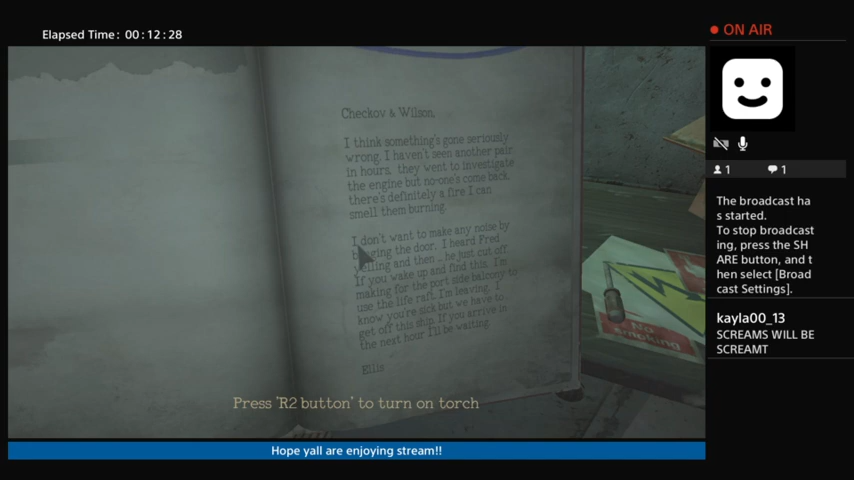 Elapsed Time: 00:12:28
ON AIR
Checkov & Wilson,
I think something's gone seriously
wrong. I haven't seen another pair
in hours, they went to investigate
the engine but no-one's come back,
there's definitely a fire I can
smell them burning.
I don't want to make any noise by
banging the door, I heard Fred
yelling and then ... he just cut off.
If you wake up and find this, I'm
making for the port side balcony to
use the life raft. I'm leaving, I
know you're sick but we have to
get off this ship. If you arrive in
the next hour I'll be waiting.
Ellis
No
smoking
Press 'R2 button' to turn on torch
Hope yall are enjoying stream!!
1
1
The broadcast ha
s started.
To stop broadcast
ing, press the SH
ARE button, and t
hen select [Broad
cast Settings].
kayla00_13
SCREAMS WILL BE
SCREAMT